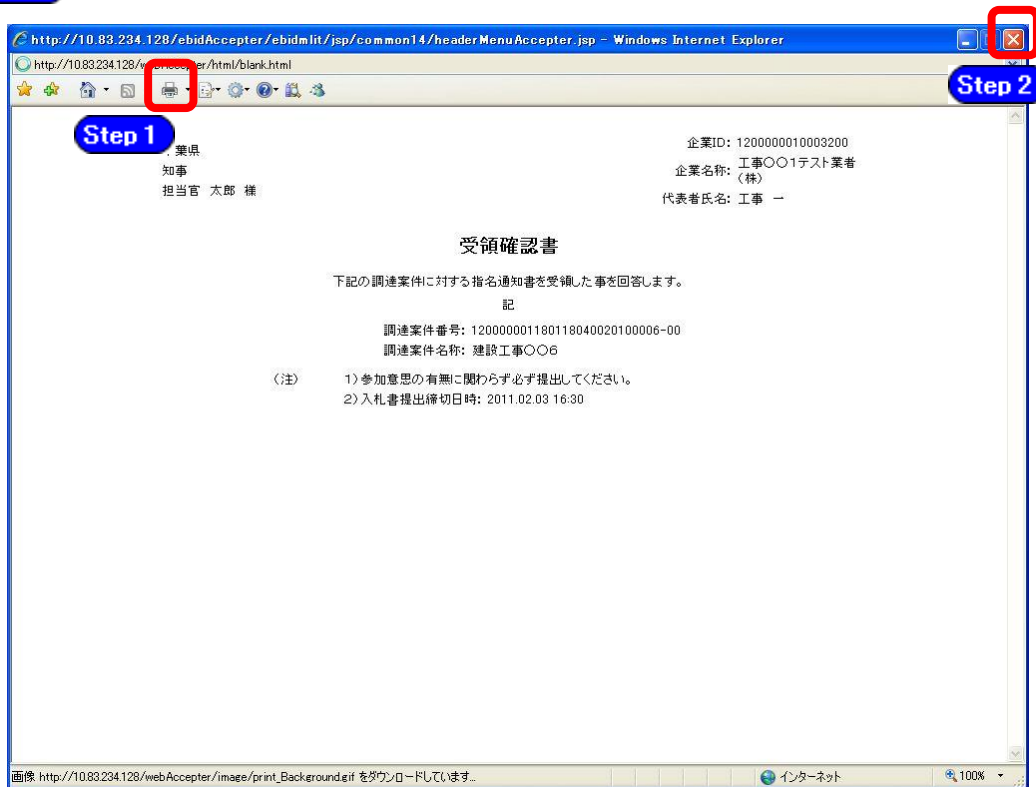 http://10.83.234.128/ebidAccepter/ebidmlit/jsp/common14/headerMenuAccepter.jsp - Windows Internet Explorer
http://10.83.234.128/webAccepter/html/blank.html
Step 2
Step 1
葉県
知事
担当官 太郎 様
企業ID: 1200000010003200
企業名称: 工事〇〇1テスト業者
(株)
代表者氏名: 工事 一
受領確認書
下記の調達案件に対する指名通知書を受領した事を回答します。
記
調達案件番号: 120000001180118040020100006-00
調達案件名称: 建設工事〇〇6
(注) 1)参加意思の有無に関わらず必ず提出してください。
2)入札書提出締切日時: 2011.02.03 16:30
画像 http://10.83.234.128/webAccepter/image/print_Background.gif をダウンロードしています...
インターネット
100%